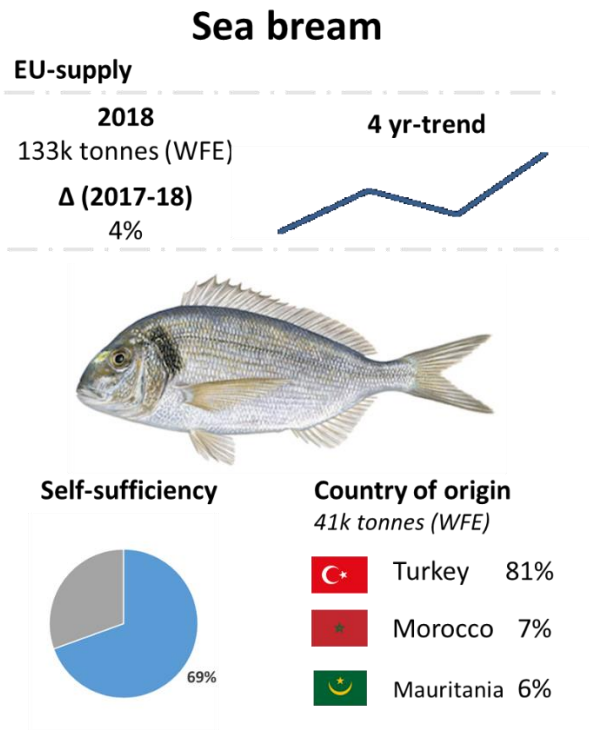 Sea bream
EU-supply
2018
133k tonnes (WFE)
Δ (2017-18)
4%
4 yr-trend
Self-sufficiency
69%
Country of origin
41k tonnes (WFE)
Turkey 81%
Morocco 7%
Mauritania 6%